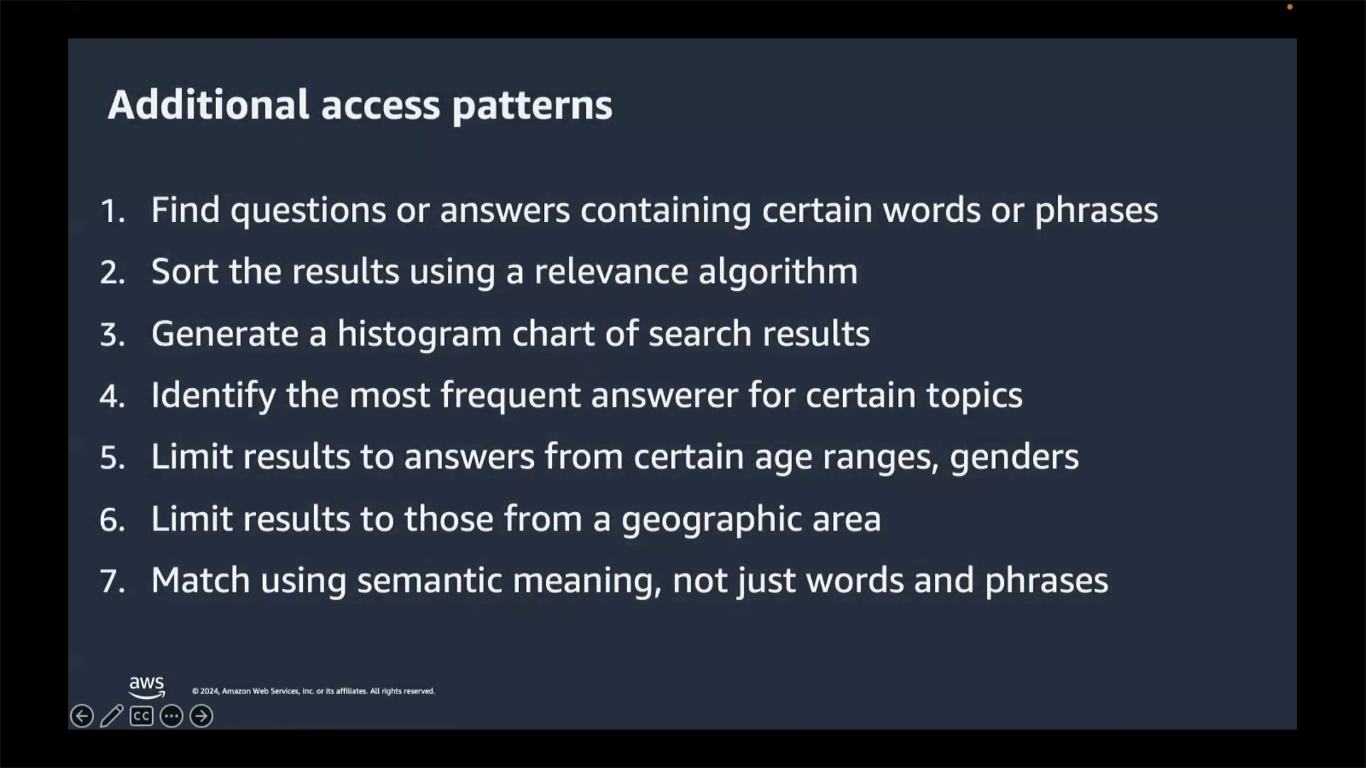 Additional access patterns
1. Find questions or answers containing certain words or phrases
2. Sort the results using a relevance algorithm
3. Generate a histogram chart of search results
4. Identify the most frequent answerer for certain topics
5. Limit results to answers from certain age ranges, genders
6. Limit results to those from a geographic area
7. Match using semantic meaning, not just words and phrases
aws
© 2024, Amazon Web Services, Inc. or its affiliates. All rights reserved.
CC